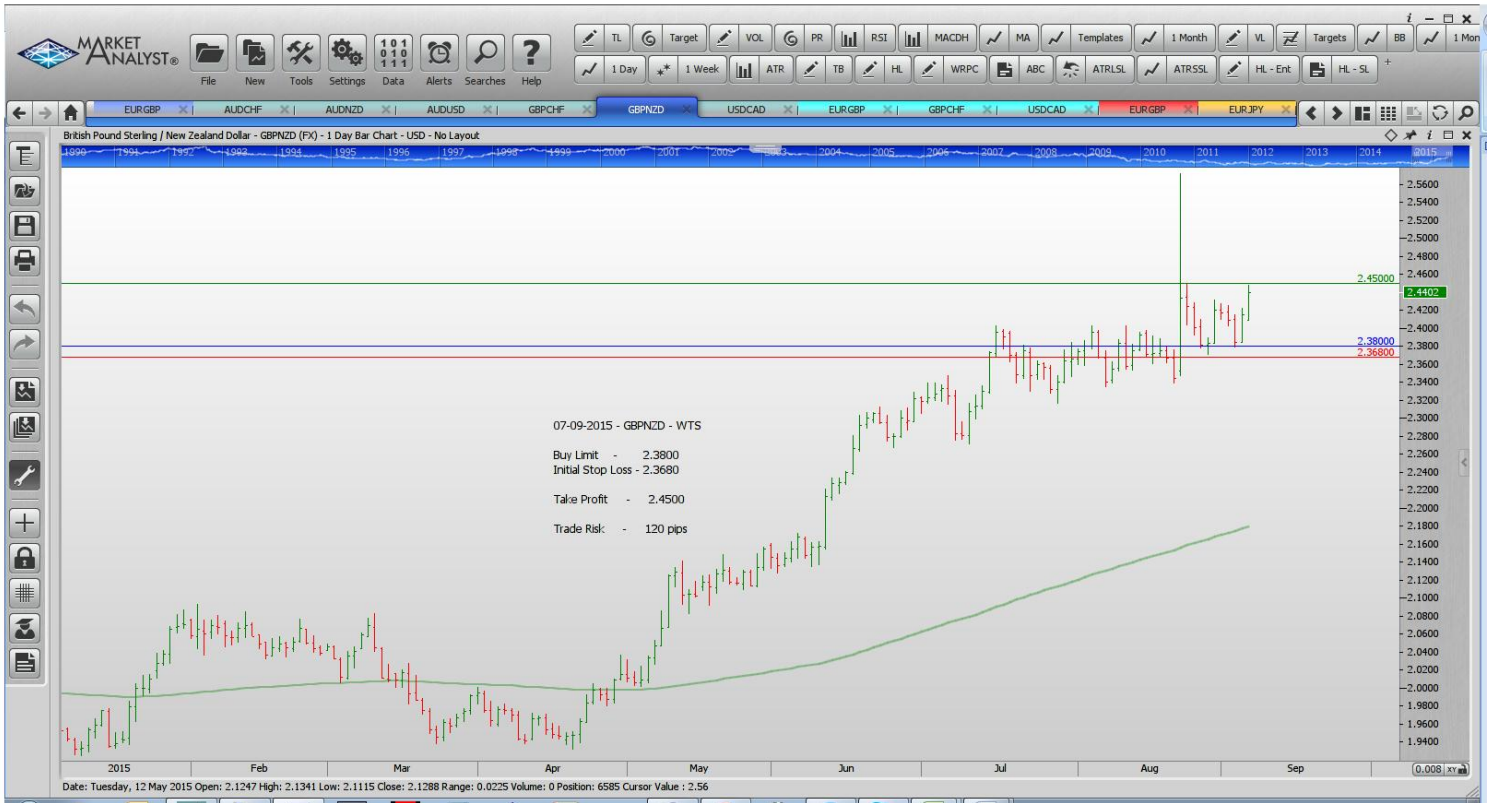 MARKET
ANALYST®
File New Tools Settings Data Alerts Searches Help
TL Target VOL PR RSI MACDH MA Templates 1 Month VL Targets BB 1 Mon
1 Day 1 Week ATR TB HL WRPC ABC ATRLSL ATRSSL HL - Ent HL - SL
EURGBP AUDCHF AUDNZD AUDUSD GBPCHF GBPNZD USDCAD EURGBP GBPCHF USDCAD EURGBP EURJPY
British Pound Sterling / New Zealand Dollar - GBPNZD (FX) - 1 Day Bar Chart - USD - No Layout
1990 1991 1992 1993 1994 1995 1996 1997 1998 1999 2000 2001 2002 2003 2004 2005 2006 2007 2008 2009 2010 2011 2012 2013 2014 2015
2.5600
2.5400
2.5200
2.5000
2.4800
2.4600
2.45000
2.4402
2.4200
2.4000
2.38000 2.3800
2.36800
2.3600
2.3400
2.3200
2.3000
2.2800
2.2600
2.2400
2.2200
2.2000
2.1800
2.1600
2.1400
2.1200
2.1000
2.0800
2.0600
2.0400
2.0200
2.0000
1.9800
1.9600
1.9400
07-09-2015 - GBPNZD - WTS
Buy Limit - 2.3800
Initial Stop Loss - 2.3680
Take Profit - 2.4500
Trade Risk - 120 pips
2015 Feb Mar Apr May Jun Jul Aug Sep 0.008 XY
Date: Tuesday, 12 May 2015 Open: 2.1247 High: 2.1341 Low: 2.1115 Close: 2.1288 Range: 0.0225 Volume: 0 Position: 6585 Cursor Value : 2.56